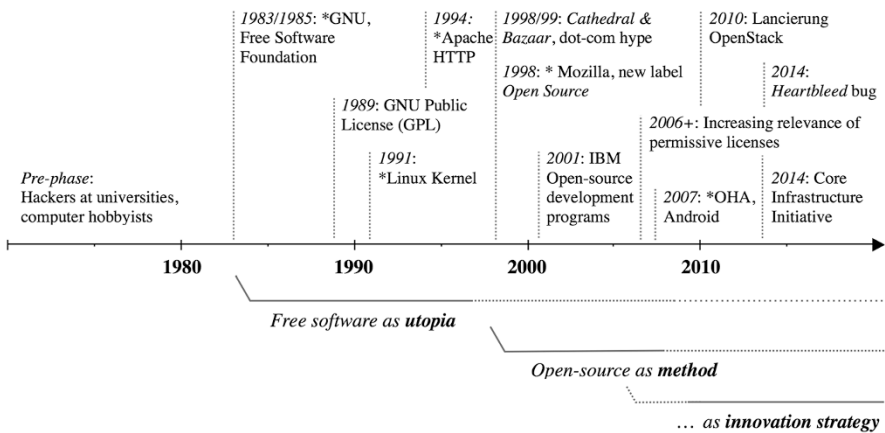 1983/1985: *GNU,
Free Software
Foundation
1994:
*Apache
HTTP
1998/99: Cathedral &
Bazaar, dot-com hype
2010: Lancierung
OpenStack
1998: * Mozilla, new label
Open Source
2014:
Heartbleed bug
1989: GNU Public
License (GPL)
2006+: Increasing relevance of
permissive licenses
1991:
*Linux Kernel
2001: IBM
Open-source
development
programs
Pre-phase:
Hackers at universities,
computer hobbyists
2007: *OHA,
Android
2014: Core
Infrastructure
Initiative
1980
1990
2000
2010
Free software as utopia
Open-source as method
... as innovation strategy